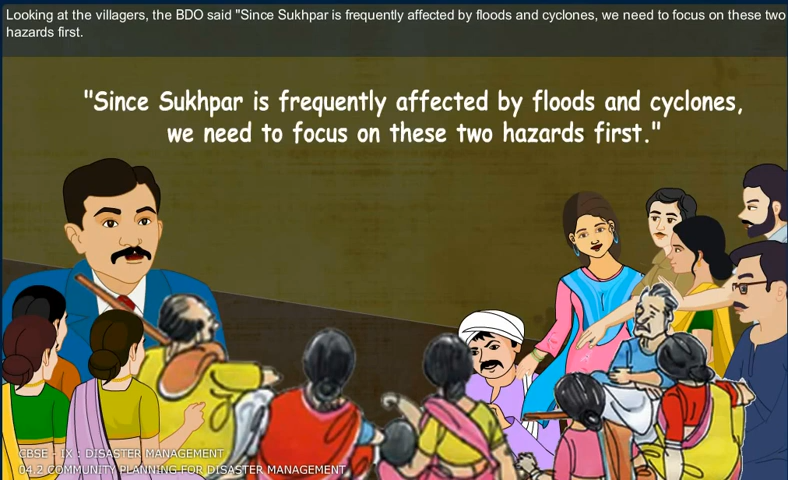 Looking at the villagers, the BDO said "Since Sukhpar is frequently affected by floods and cyclones, we need to focus on these two
hazards first.
"Since Sukhpar is frequently affected by floods and cyclones,
we need to focus on these two hazards first."
CBSE - IX : DISASTER MANAGEMENT
04.2 COMMUNITY PLANNING FOR DISASTER MANAGEMENT